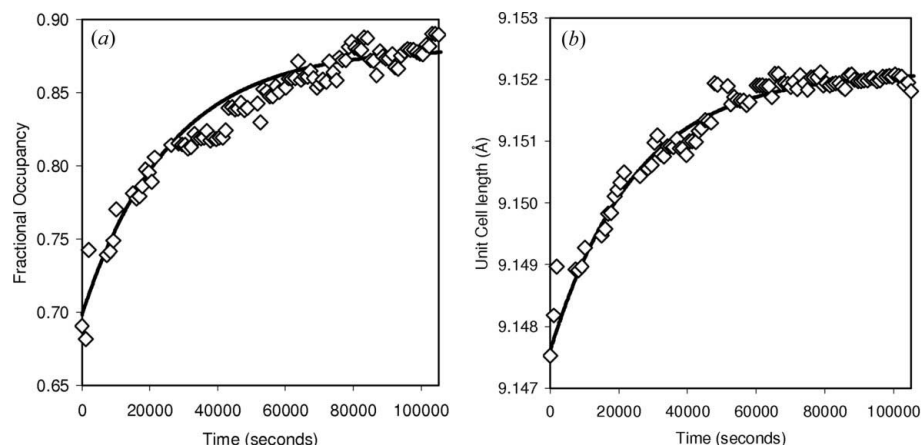 (a)
Fractional Occupancy
0.90
0.85
0.80
0.75
0.70
0.65
0 20000 40000 60000 80000 100000
Time (seconds)
(b)
Unit Cell length (Å)
9.153
9.152
9.151
9.150
9.149
9.148
9.147
0 20000 40000 60000 80000 100000
Time (seconds)